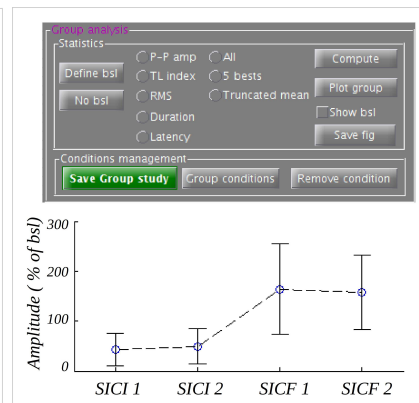 Group analysis
Statistics
Define bsl
No bsl
P-P amp
TL index
RMS
Duration
Latency
All
5 bests
Truncated mean
Compute
Plot group
Show bsl
Save fig
Conditions management
Save Group study Group conditions Remove condition
Amplitude ( % of bsl)
300
200
100
0
SICI 1 SICI 2 SICF 1 SICF 2